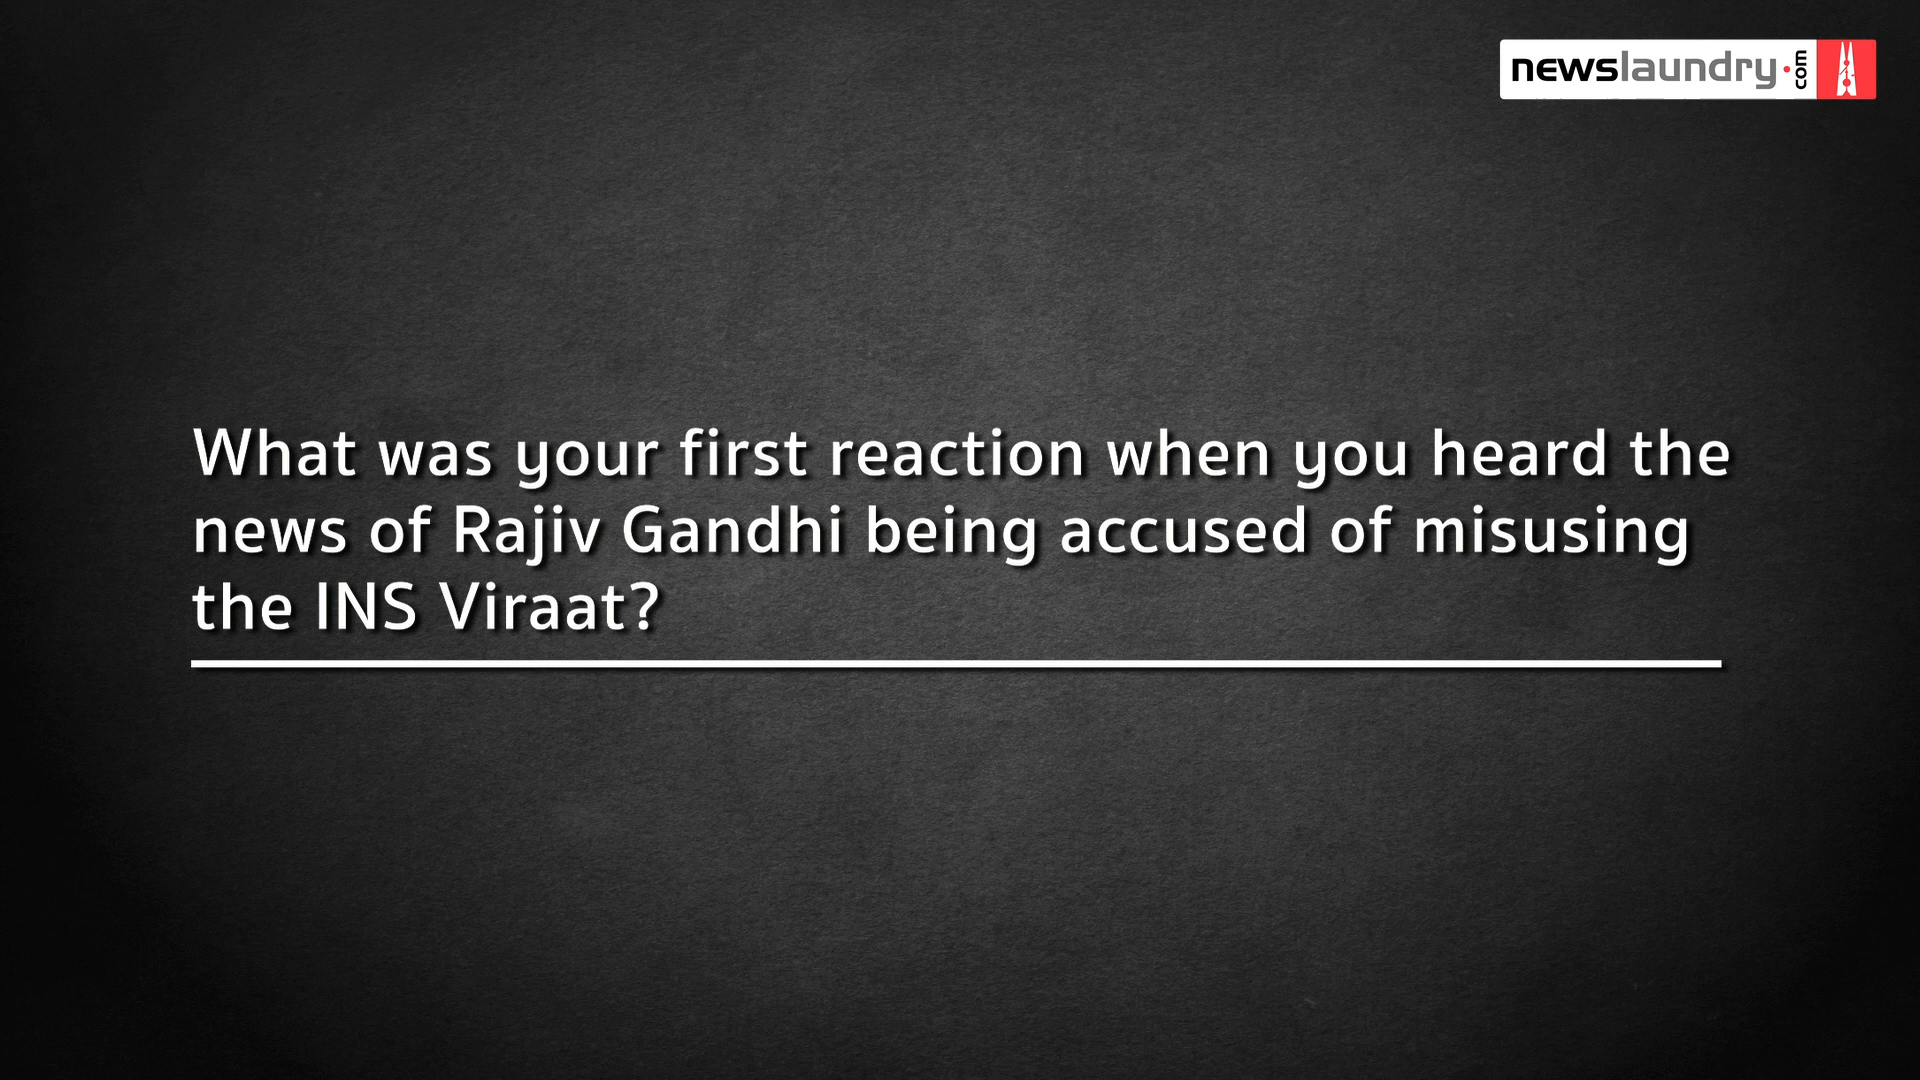 newslaundry.com
What was your first reaction when you heard the
news of Rajiv Gandhi being accused of misusing
the INS Viraat?